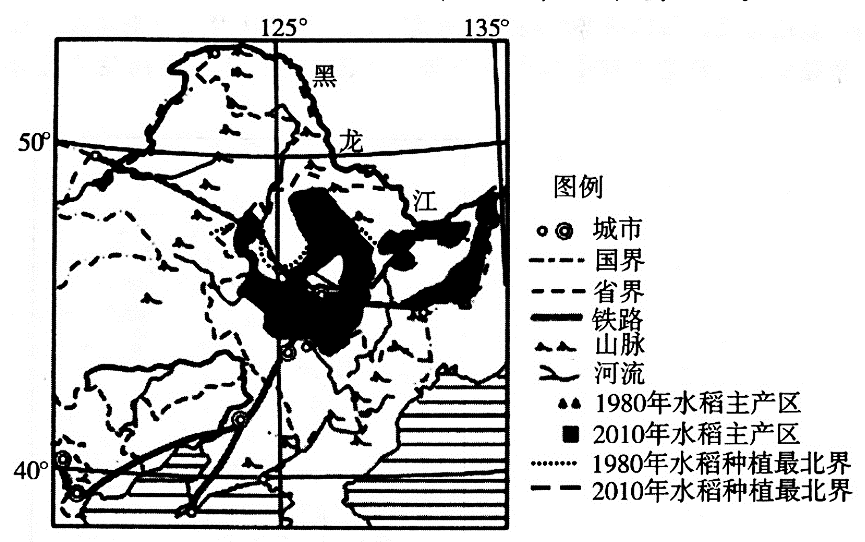 125°
135°
黑
50°
龙
江
40°
图例
城市
国界
省界
铁路
山脉
河流
1980年水稻主产区
2010年水稻主产区
1980年水稻种植最北界
2010年水稻种植最北界